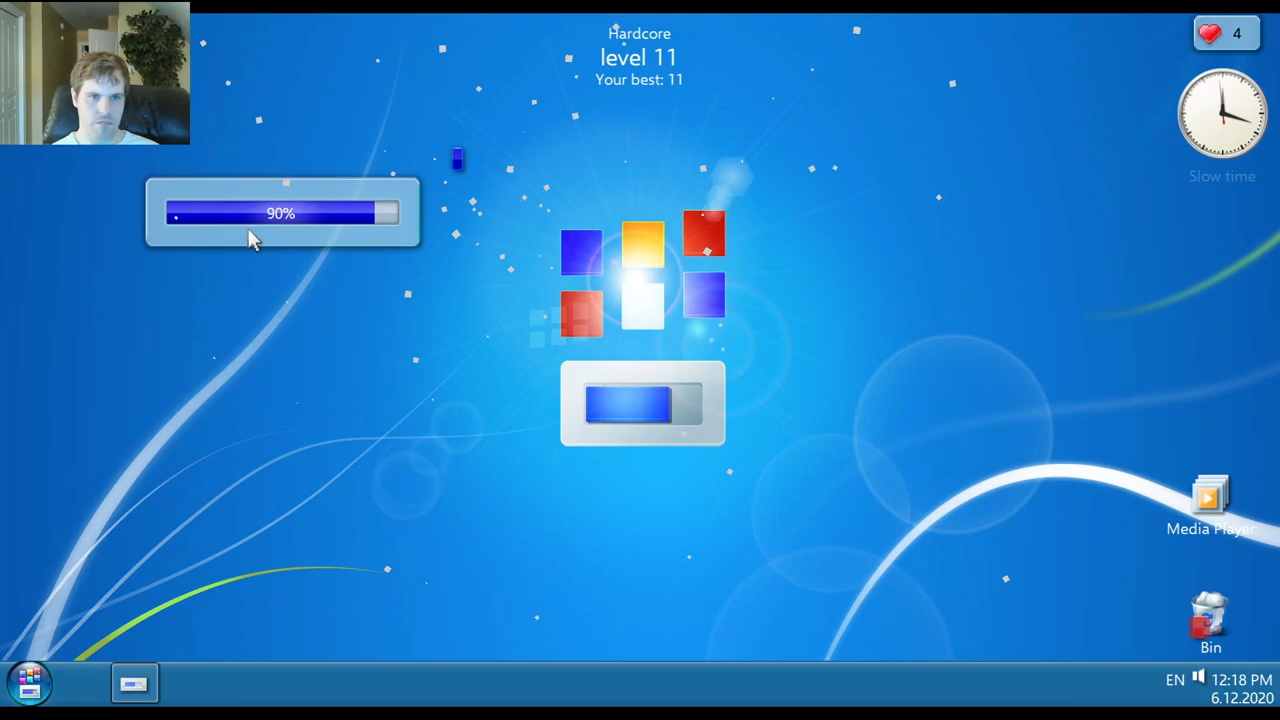 Hardcore
level 11
Your best: 11
4
Slow time
90%
Media Player
Bin
EN 12:18 PM
6.12.2020